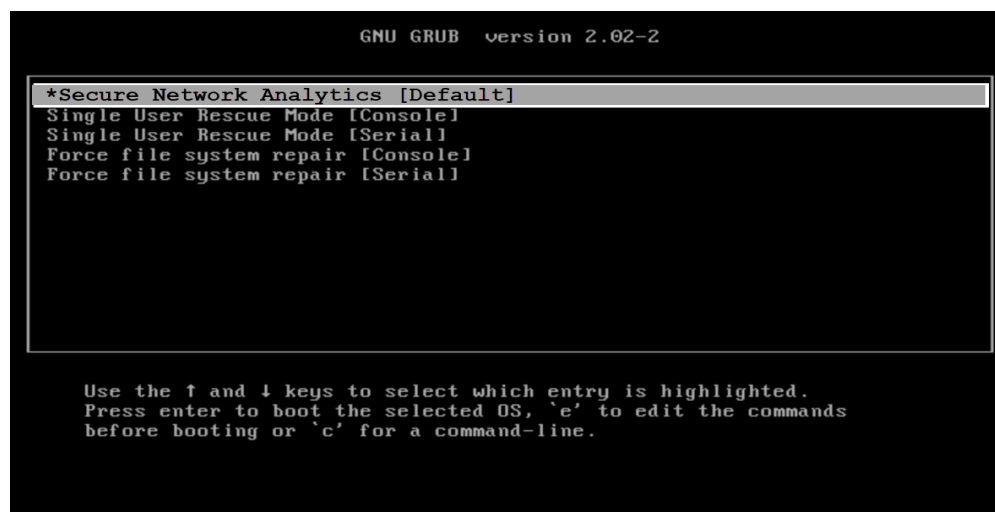 GNU GRUB  version 2.02-2
*Secure Network Analytics [Default]
Single User Rescue Mode [Console]
Single User Rescue Mode [Serial]
Force file system repair [Console]
Force file system repair [Serial]
Use the ↑ and ↓ keys to select which entry is highlighted.
Press enter to boot the selected OS, `e' to edit the commands
before booting or `c' for a command-line.